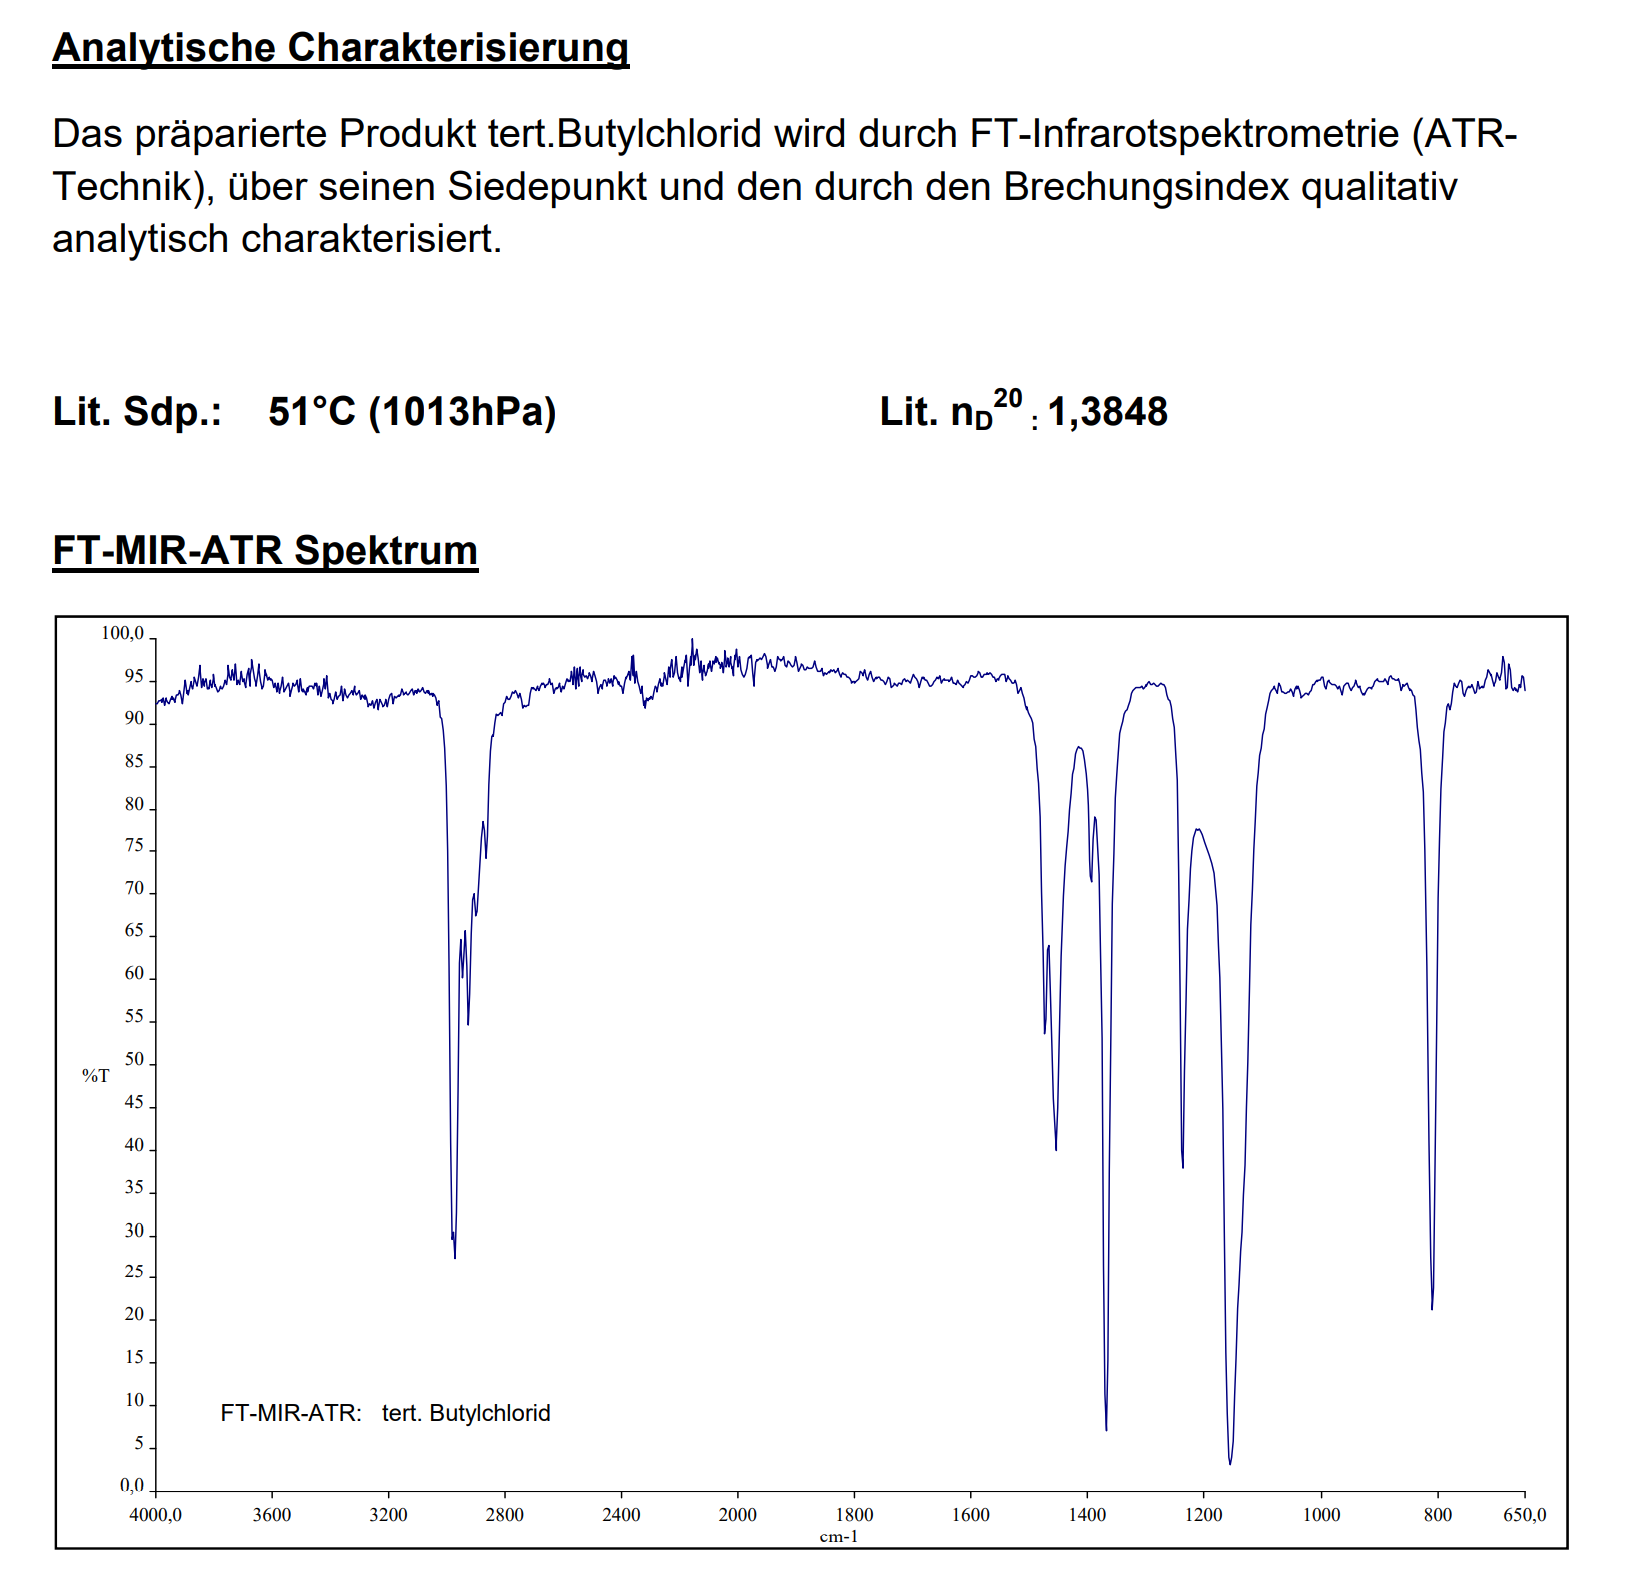 Analytische Charakterisierung
Das präparierte Produkt tert.Butylchlorid wird durch FT-Infrarotspektrometrie (ATR-
Technik), über seinen Siedepunkt und den durch den Brechungsindex qualitativ
analytisch charakterisiert.
Lit. Sdp.: 51°C (1013hPa) Lit. nD20 : 1,3848
FT-MIR-ATR Spektrum
100,0
95
90
85
80
75
70
65
60
55
50
%T
45
40
35
30
25
20
15
10
FT-MIR-ATR: tert. Butylchlorid
5
0,0
4000,0 3600 3200 2800 2400 2000 1800 1600 1400 1200 1000 800 650,0
cm-1